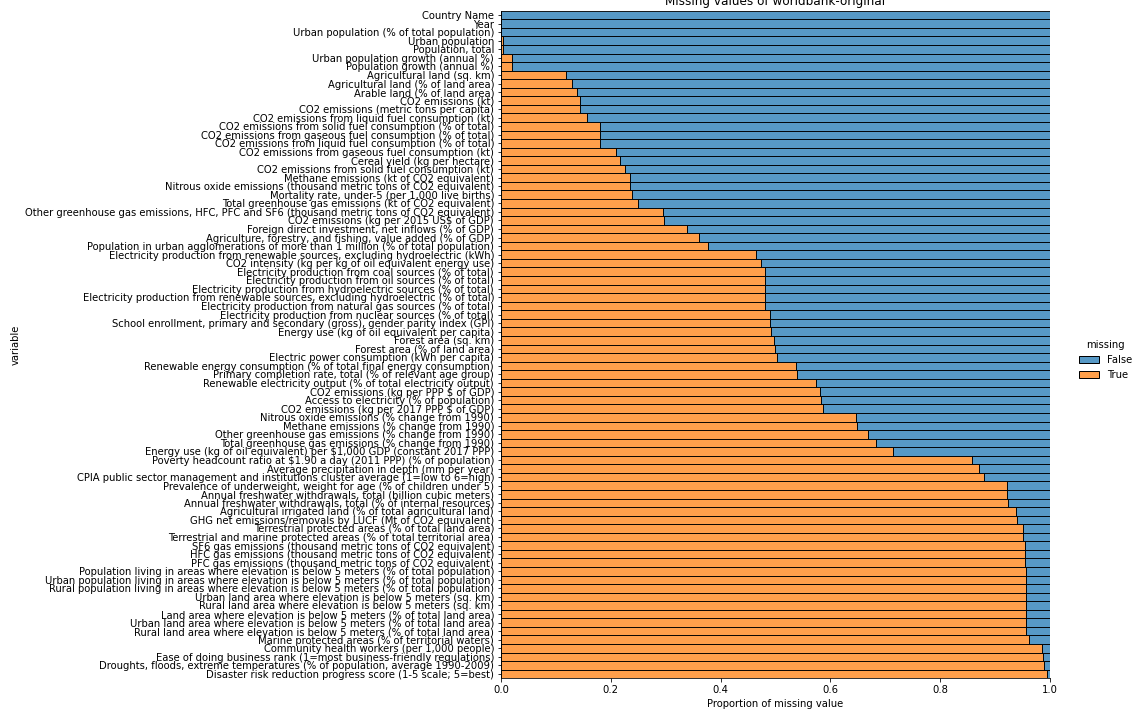 Missing values of worldbank-original
Country Name
Year
Urban population (% of total population)
Urban population
Population, total
Urban population growth (annual %)
Population growth (annual %)
Agricultural land (sq. km)
Agricultural land (% of land area)
Arable land (% of land area)
CO2 emissions (kt)
CO2 emissions (metric tons per capita)
CO2 emissions from liquid fuel consumption (kt)
CO2 emissions from solid fuel consumption (% of total)
CO2 emissions from gaseous fuel consumption (% of total)
CO2 emissions from liquid fuel consumption (% of total)
CO2 emissions from gaseous fuel consumption (kt)
Cereal yield (kg per hectare)
CO2 emissions from solid fuel consumption (kt)
Methane emissions (kt of CO2 equivalent)
Nitrous oxide emissions (thousand metric tons of CO2 equivalent)
Mortality rate, under-5 (per 1,000 live births)
Total greenhouse gas emissions (kt of CO2 equivalent)
Other greenhouse gas emissions, HFC, PFC and SF6 (thousand metric tons of CO2 equivalent)
CO2 emissions (kg per 2015 US$ of GDP)
Foreign direct investment, net inflows (% of GDP)
Agriculture, forestry, and fishing, value added (% of GDP)
Population in urban agglomerations of more than 1 million (% of total population)
Electricity production from renewable sources, excluding hydroelectric (kWh)
CO2 intensity (kg per kg of oil equivalent energy use)
Electricity production from coal sources (% of total)
Electricity production from oil sources (% of total)
Electricity production from hydroelectric sources (% of total)
Electricity production from renewable sources, excluding hydroelectric (% of total)
Electricity production from natural gas sources (% of total)
Electricity production from nuclear sources (% of total)
School enrollment, primary and secondary (gross), gender parity index (GPI)
Energy use (kg of oil equivalent per capita)
Forest area (sq. km)
Forest area (% of land area)
Electric power consumption (kWh per capita)
Renewable energy consumption (% of total final energy consumption)
Primary completion rate, total (% of relevant age group)
Renewable electricity output (% of total electricity output)
CO2 emissions (kg per PPP $ of GDP)
Access to electricity (% of population)
CO2 emissions (kg per 2017 PPP $ of GDP)
Nitrous oxide emissions (% change from 1990)
Methane emissions (% change from 1990)
Other greenhouse gas emissions (% change from 1990)
Total greenhouse gas emissions (% change from 1990)
Energy use (kg of oil equivalent) per $1,000 GDP (constant 2017 PPP)
Poverty headcount ratio at $1.90 a day (2011 PPP) (% of population)
Average precipitation in depth (mm per year)
CPIA public sector management and institutions cluster average (1=low to 6=high)
Prevalence of underweight, weight for age (% of children under 5)
Annual freshwater withdrawals, total (billion cubic meters)
Annual freshwater withdrawals, total (% of internal resources)
Agricultural irrigated land (% of total agricultural land)
GHG net emissions/removals by LUCF (Mt of CO2 equivalent)
Terrestrial protected areas (% of total land area)
Terrestrial and marine protected areas (% of total territorial area)
SF6 gas emissions (thousand metric tons of CO2 equivalent)
HFC gas emissions (thousand metric tons of CO2 equivalent)
PFC gas emissions (thousand metric tons of CO2 equivalent)
Population living in areas where elevation is below 5 meters (% of total population)
Urban population living in areas where elevation is below 5 meters (% of total population)
Rural population living in areas where elevation is below 5 meters (% of total population)
Urban land area where elevation is below 5 meters (sq. km)
Rural land area where elevation is below 5 meters (sq. km)
Land area where elevation is below 5 meters (% of total land area)
Urban land area where elevation is below 5 meters (% of total land area)
Rural land area where elevation is below 5 meters (% of total land area)
Marine protected areas (% of territorial waters)
Community health workers (per 1,000 people)
Ease of doing business rank (1=most business-friendly regulations)
Droughts, floods, extreme temperatures (% of population, average 1990-2009)
Disaster risk reduction progress score (1-5 scale; 5=best)
variable
0.0 0.2 0.4 0.6 0.8 1.0
Proportion of missing value
missing
False
True